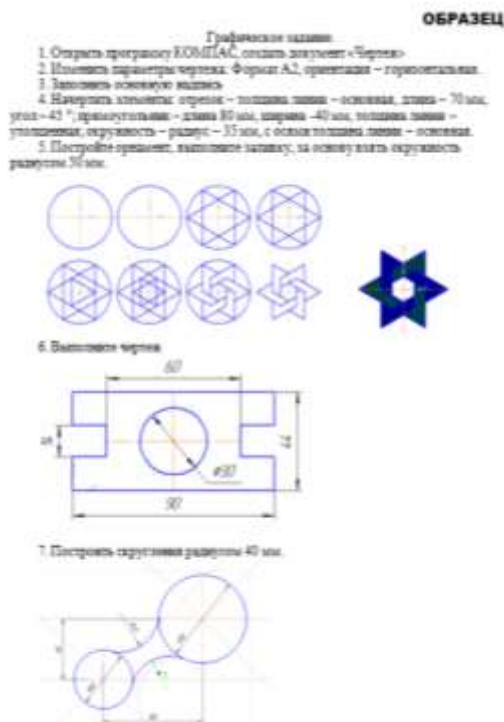 ОБРАЗЕЦ
Графическое задание
1. Открыть программу КОМПАС, создать документ «Чертеж»
2. Изменить параметры чертежа: Формат А2, ориентация – горизонтальная.
3. Заполнить основную надпись
4. Начертить элементы: отрезок – толщина линии – основная, длина – 70 мм,
угол – 45 °; прямоугольник – длина 80 мм, ширина -40 мм, толщина линии –
утолщенная, окружность – радиус – 35 мм, с осями толщина линии – основная.
5. Постройте орнамент, выполните заливку, за основу взять окружность
радиусом 50 мм.
6. Выполните чертеж
60
44
ø30
90
7. Построить скругления радиусом 40 мм.